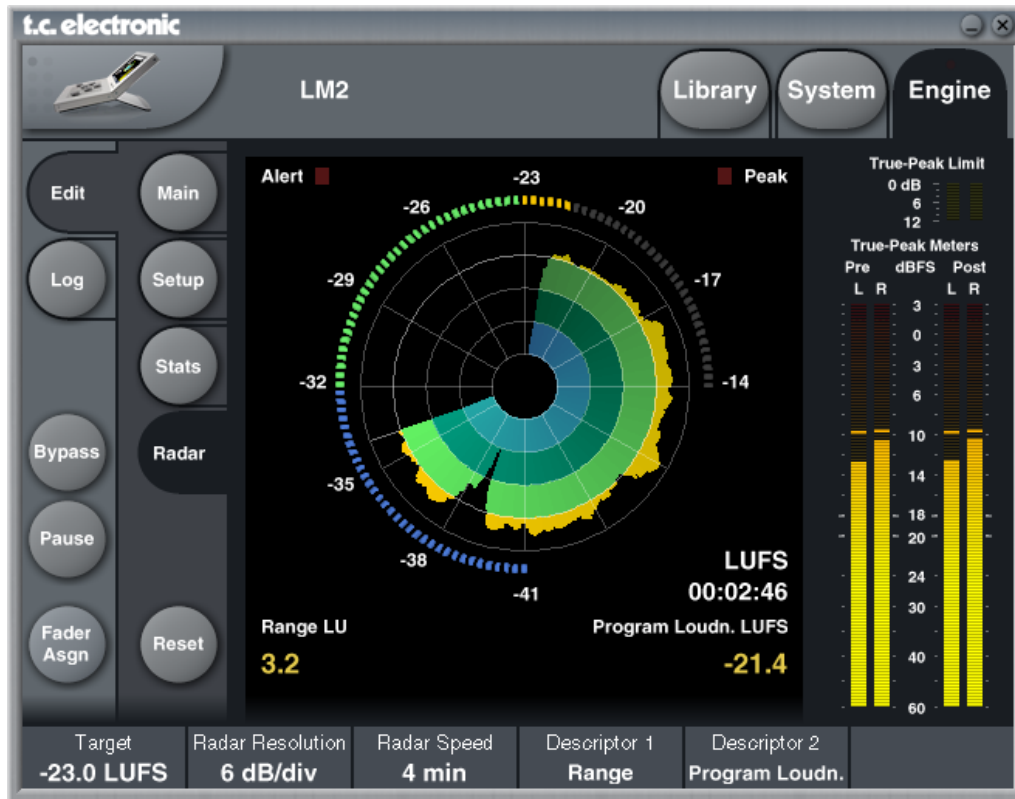 t.c. electronic
LM2
Library
System
Engine
Edit
Log
Bypass
Pause
Fader
Asgn
Main
Setup
Stats
Radar
Reset
Alert
Peak
-23
-26
-20
-29
-17
-32
-14
-35
-38
-41
LUFS
00:02:46
Range LU
Program Loudn. LUFS
3.2
-21.4
True-Peak Limit
0 dB
6
12
True-Peak Meters
Pre dBFS Post
L R L R
3
0
3
6
10
14
18
20
24
30
40
60
Target
-23.0 LUFS
Radar Resolution
6 dB/div
Radar Speed
4 min
Descriptor 1
Range
Descriptor 2
Program Loudn.